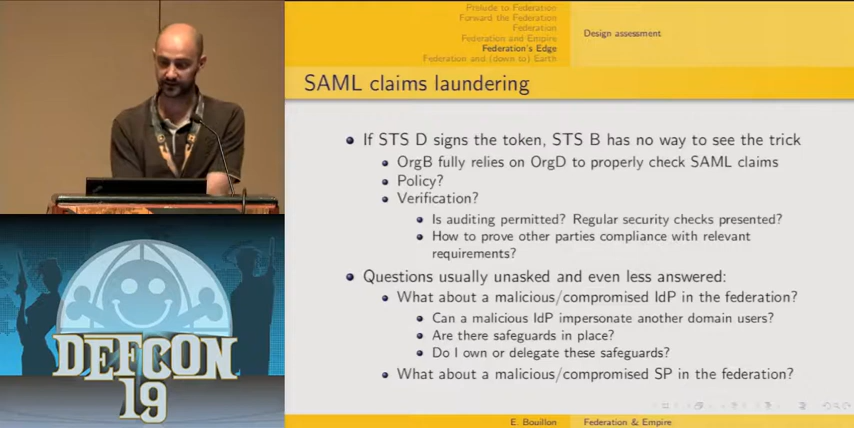 Prelude to Federation
Forward the Federation
Federation
Federation and Empire
Federation's Edge
Federation and (down to) Earth
Design assessment
SAML claims laundering
If STS D signs the token, STS B has no way to see the trick
OrgB fully relies on OrgD to properly check SAML claims
Policy?
Verification?
Is auditing permitted? Regular security checks presented?
How to prove other parties compliance with relevant
requirements?
Questions usually unasked and even less answered:
What about a malicious/compromised IdP in the federation?
Can a malicious IdP impersonate another domain users?
Are there safeguards in place?
Do I own or delegate these safeguards?
What about a malicious/compromised SP in the federation?
DEFCON
19
E. Bouillon
Federation & Empire